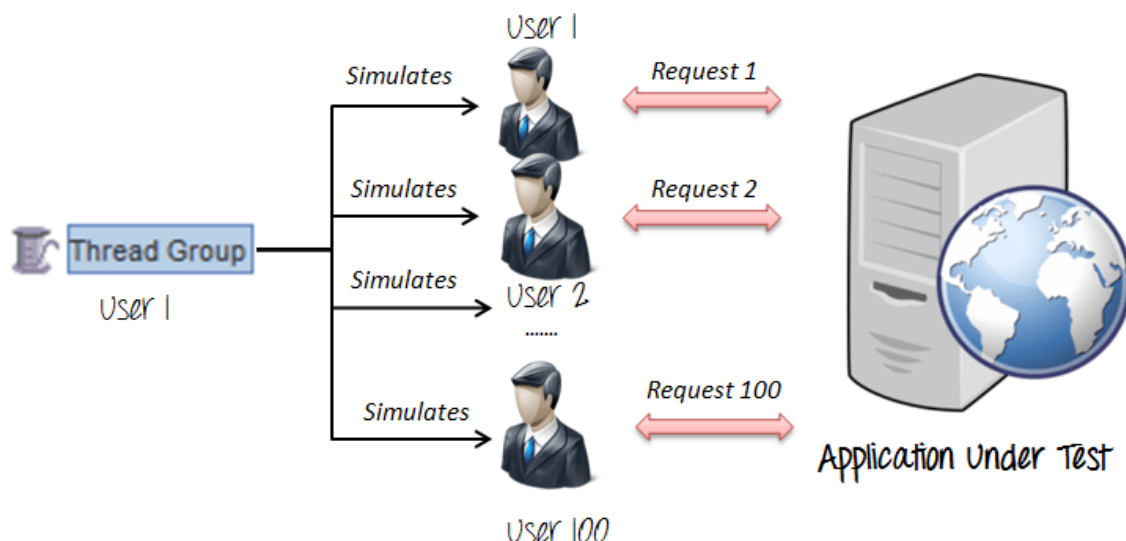 User 1
Simulates
Request 1
Simulates
Request 2
Thread Group
User 1
Simulates
User 2
.......
Simulates
Request 100
Application Under Test
User 100